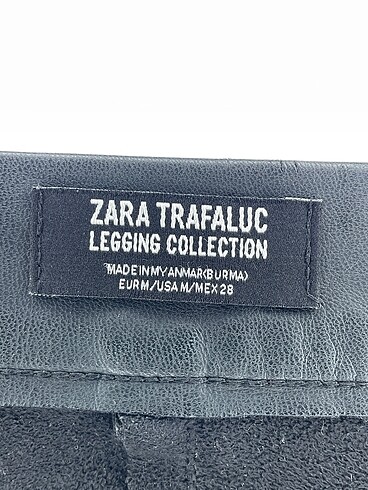 ZARA TRAFALUC
LEGGING COLLECTION
MADE IN MYANMAR(BURMA)
EUR M/USA M/MEX 28